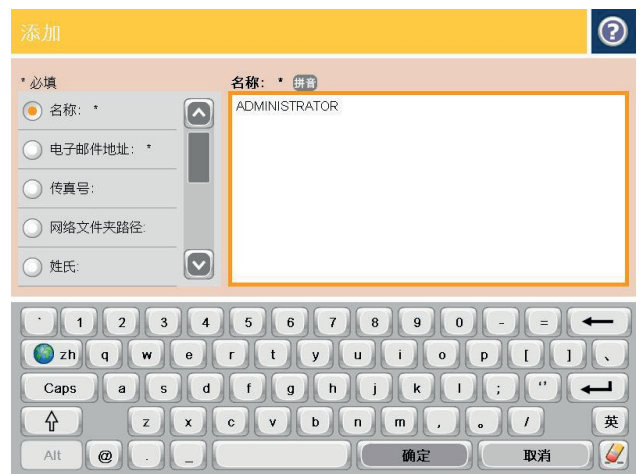 添加
* 必填
名称: * 拼音
名称: *
电子邮件地址: *
传真号:
网络文件夹路径:
姓氏:
ADMINISTRATOR
` 1 2 3 4 5 6 7 8 9 0 - =
zh q w e r t y u i o p [ ] 、
Caps a s d f g h j k l ; ‘’
z x c v b n m , 。 / 英
Alt @ . _ 确定 取消